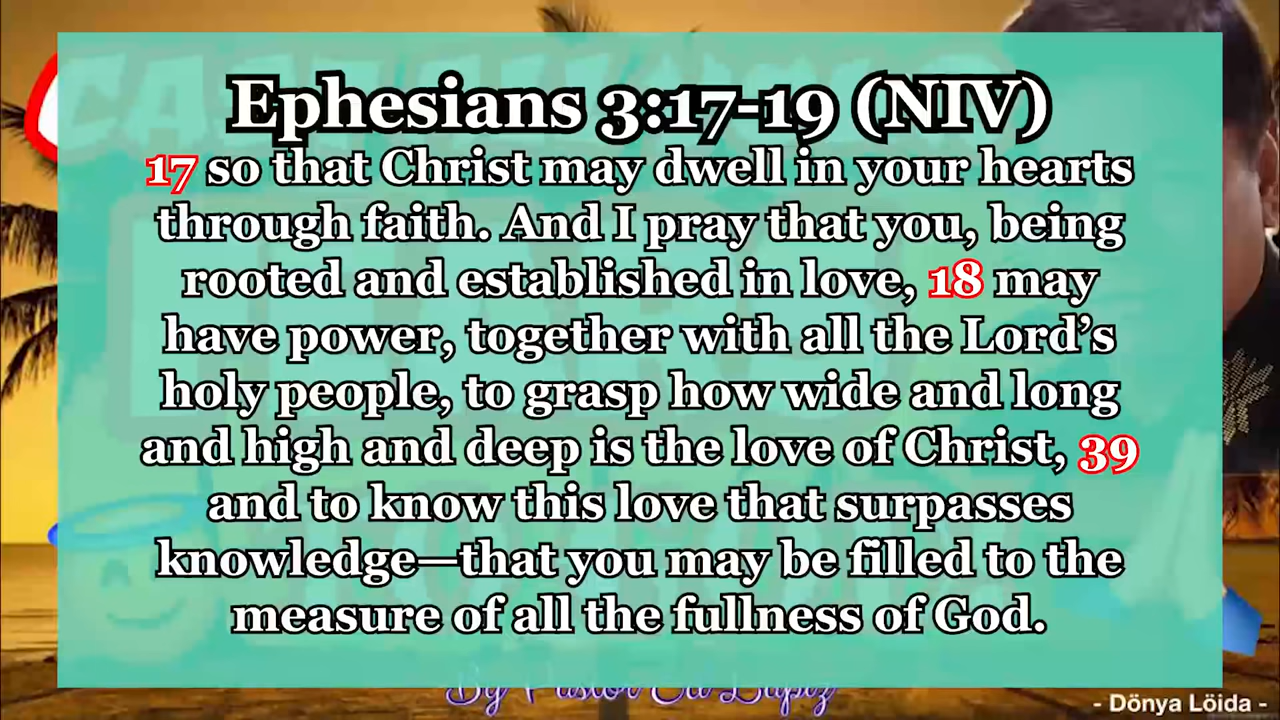 Ephesians 3:17-19 (NIV)
17 so that Christ may dwell in your hearts
through faith. And I pray that you, being
rooted and established in love, 18 may
have power, together with all the Lord’s
holy people, to grasp how wide and long
and high and deep is the love of Christ, 39
and to know this love that surpasses
knowledge—that you may be filled to the
measure of all the fullness of God.
By Pastor Ed Lapiz
- Dönya Löida -